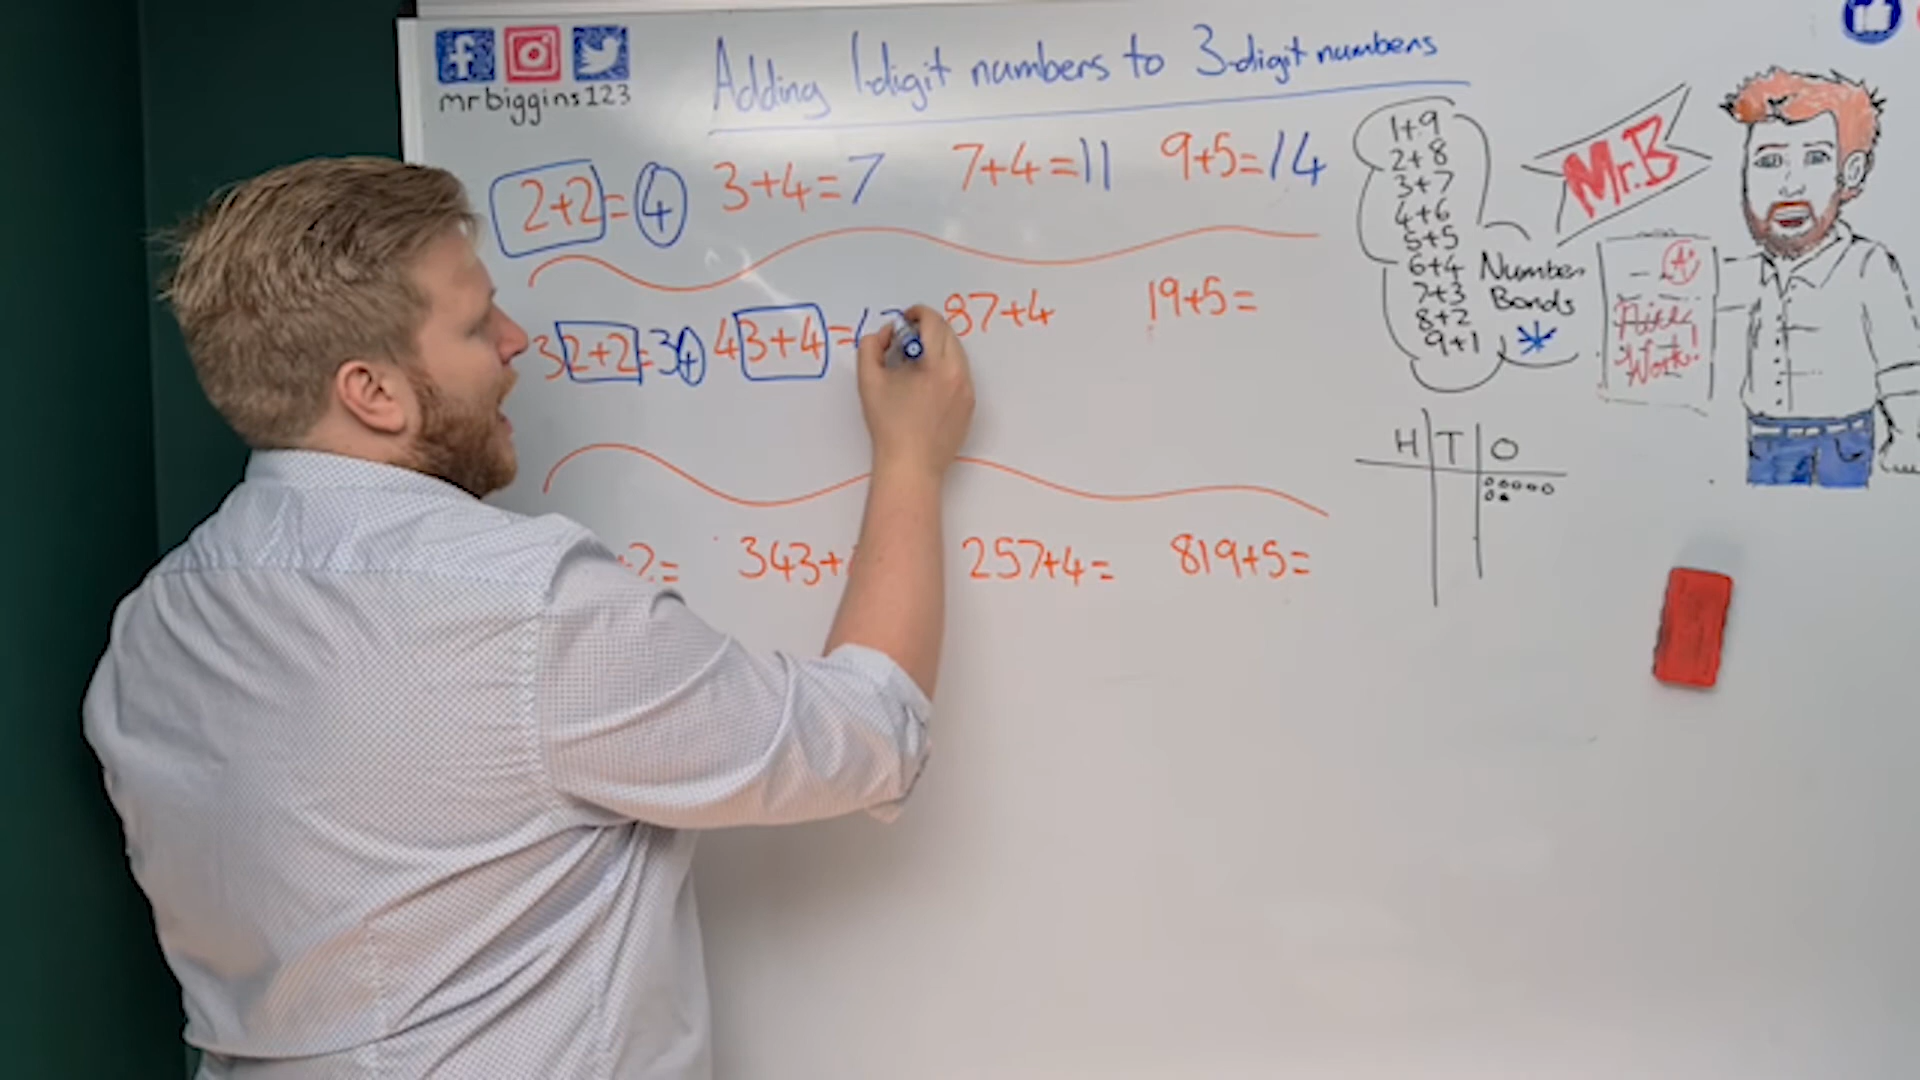 mrbiggins123
Adding 1-digit numbers to 3-digit numbers
2+2=4 3+4=7 7+4=11 9+5=14
32+2=34 43+4= 87+4 19+5=
+2= 343+ 257+4= 819+5=
1+9
2+8
3+7
4+6
5+5
6+4
7+3
8+2
9+1
Number
Bonds
Mr.B
A+
Nice
Work!
H T O